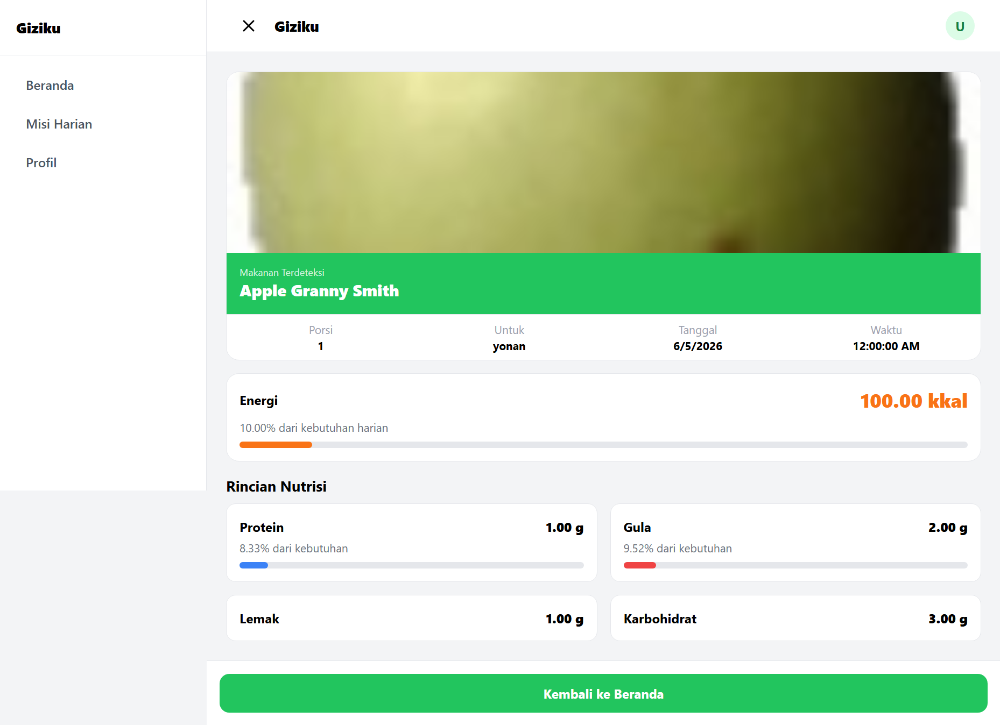 Giziku
Beranda
Misi Harian
Profil
Giziku
U
Makanan Terdeteksi
Apple Granny Smith
Porsi
1
Untuk
yonan
Tanggal
6/5/2026
Waktu
12:00:00 AM
Energi
100.00 kkal
10.00% dari kebutuhan harian
Rincian Nutrisi
Protein
1.00 g
8.33% dari kebutuhan
Gula
2.00 g
9.52% dari kebutuhan
Lemak
1.00 g
Karbohidrat
3.00 g
Kembali ke Beranda